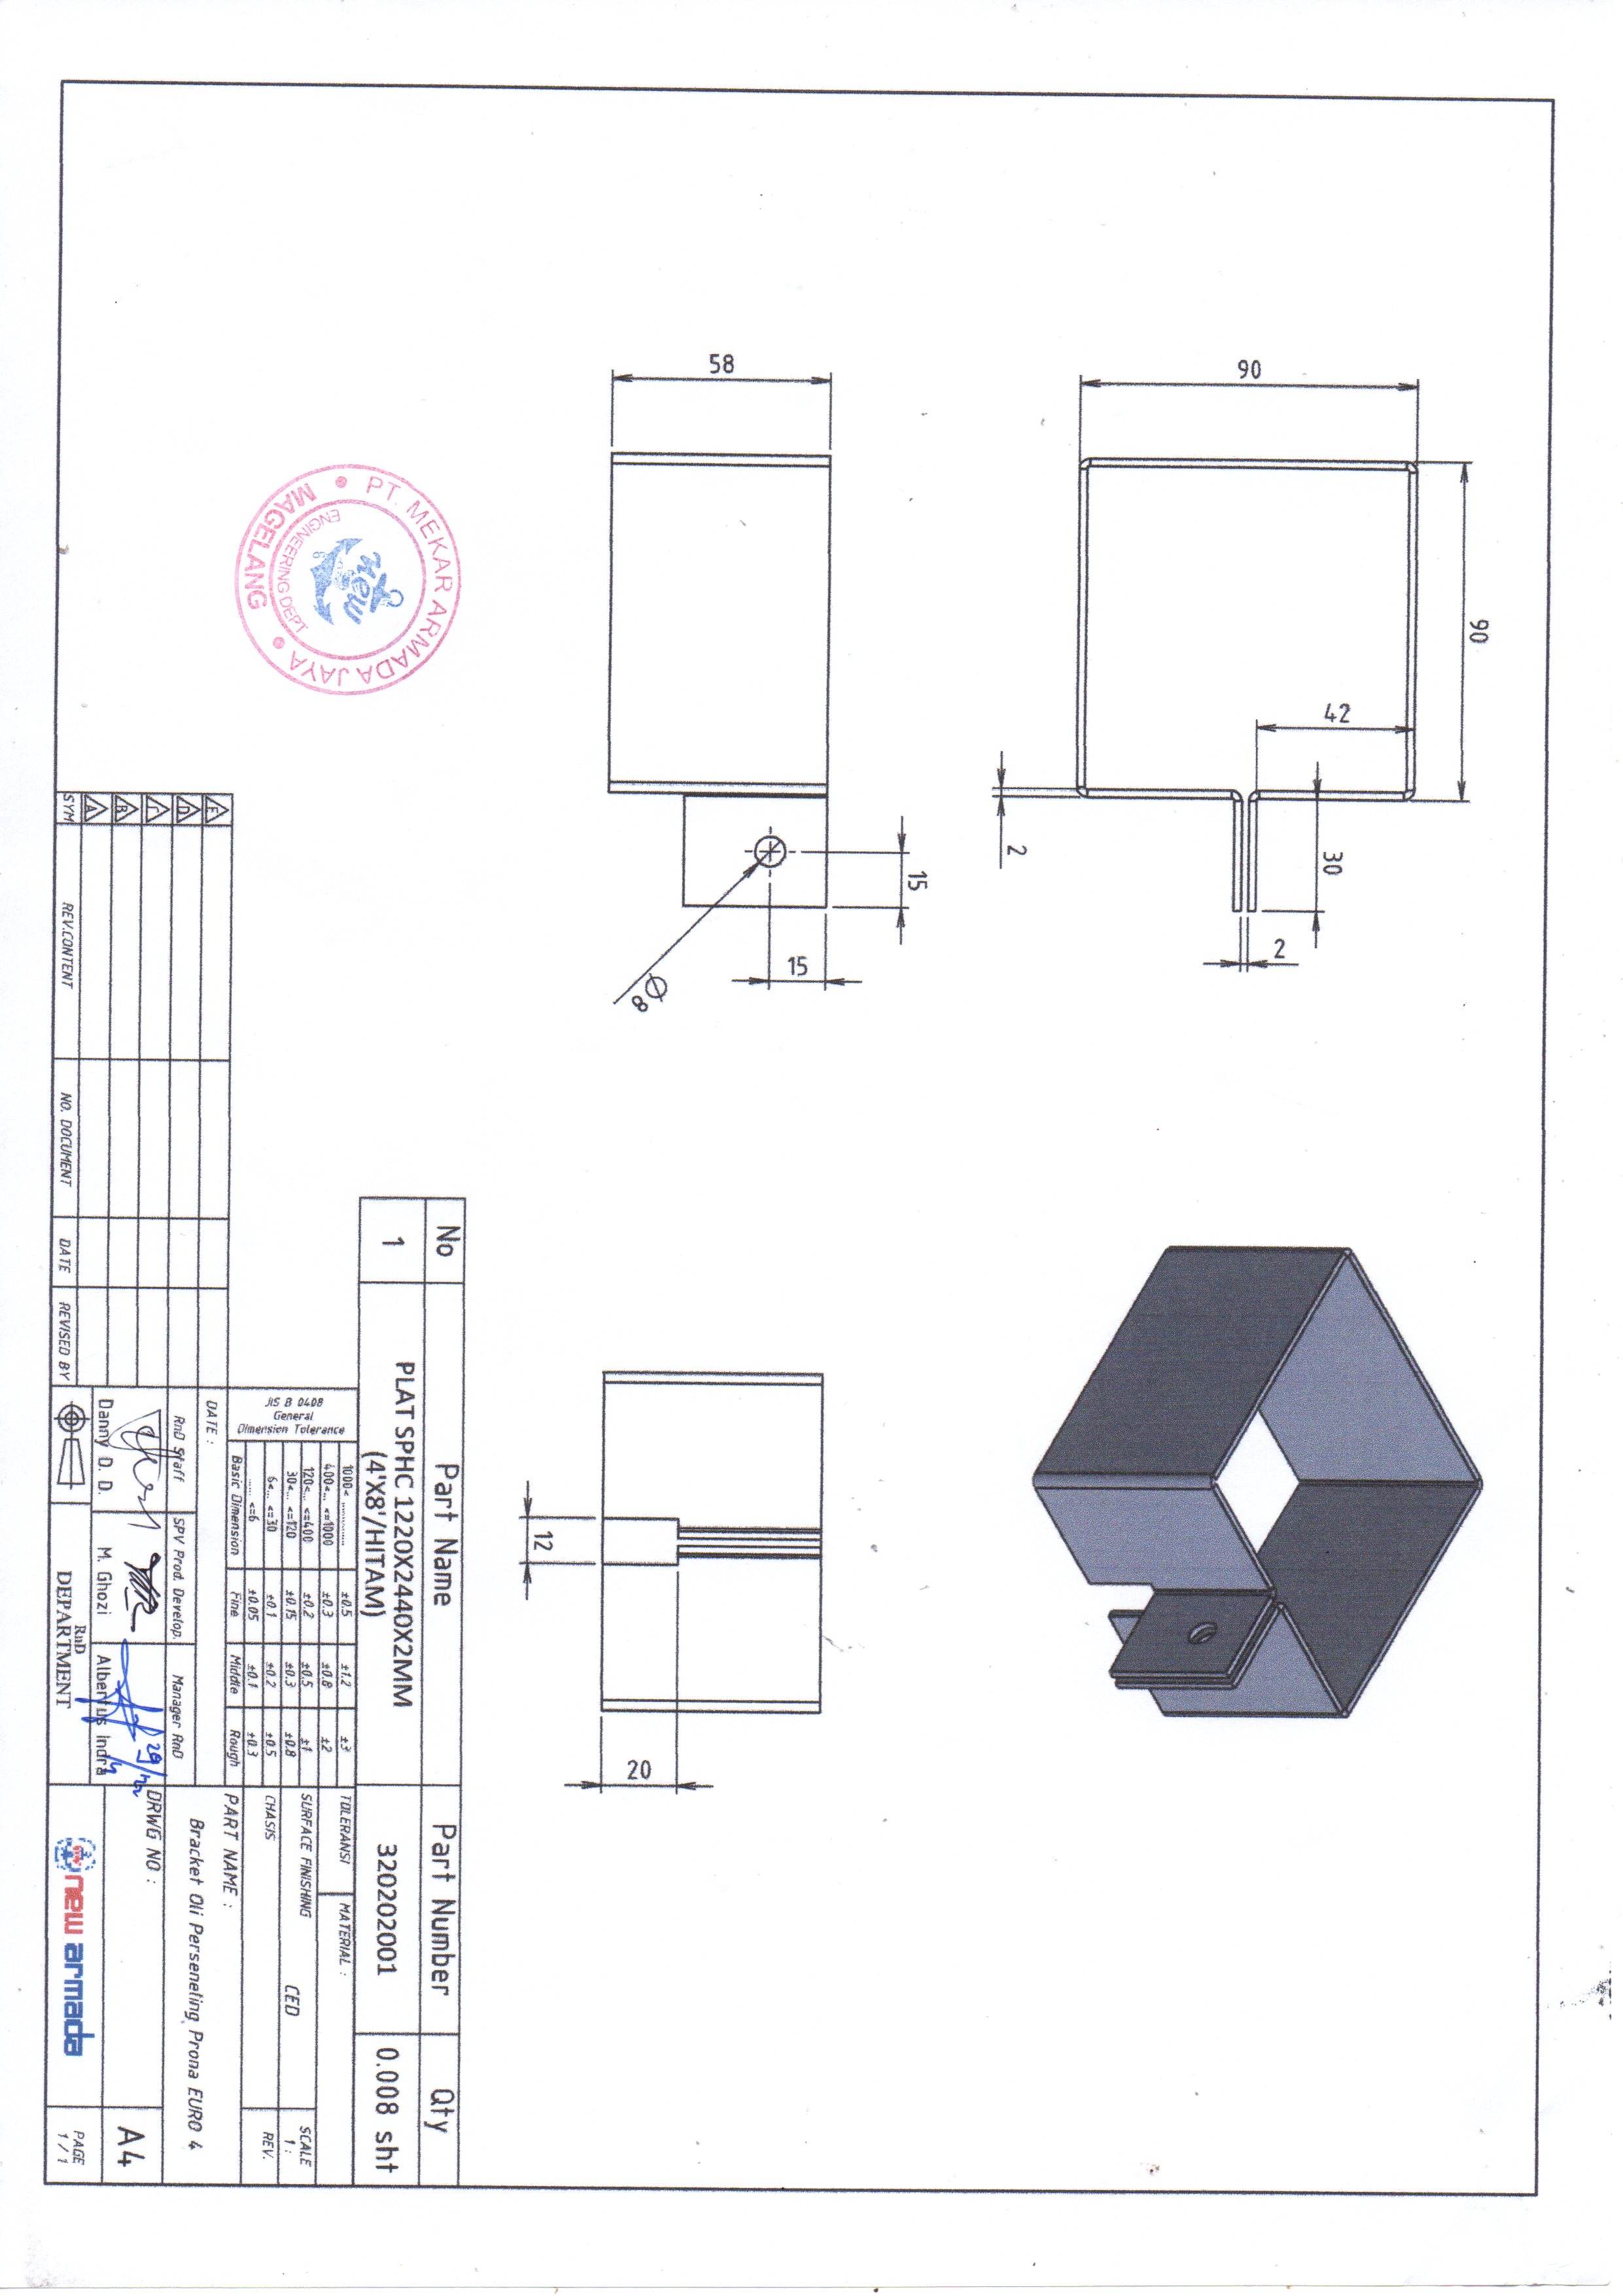 90
90
42
30
2
2
15
15
58
Ø8
20
12
No Part Name Part Number Qty
1 PLAT SPHC 1220X2440X2MM (4'X8'/HITAM) 320202001 0.008 sht
JIS B 0408
General
Dimension Tolerance
1000< .............. ±0.5 ±1.2 ±3
400<... <=1000 ±0.3 ±0.8 ±2
120<... <=400 ±0.2 ±0.5 ±1
30<... <=120 ±0.15 ±0.3 ±0.8
6<... <=30 ±0.1 ±0.2 ±0.5
...... <=6 ±0.05 ±0.1 ±0.3
Basic Dimension Fine Middle Rough
TOLERANSI MATERIAL :
SURFACE FINISHING CED
SCALE
1 :
CHASIS
REV.
PART NAME :
Bracket Oli Perseneling Prona EURO 4
DATE :
RnD Staff SPV Prod. Develop. Manager RnD
29/4/22
Danny D. D. M. Ghozi Albertus Indra
DRWG NO :
A4
RnD
DEPARTMENT
new armada
PAGE
1 / 1
E
D
B
A
SYM REV.CONTENT NO. DOCUMENT DATE REVISED BY
PT. MEKAR ARMADA JAYA
new
6
ENGINEERING DEPT
MAGELANG